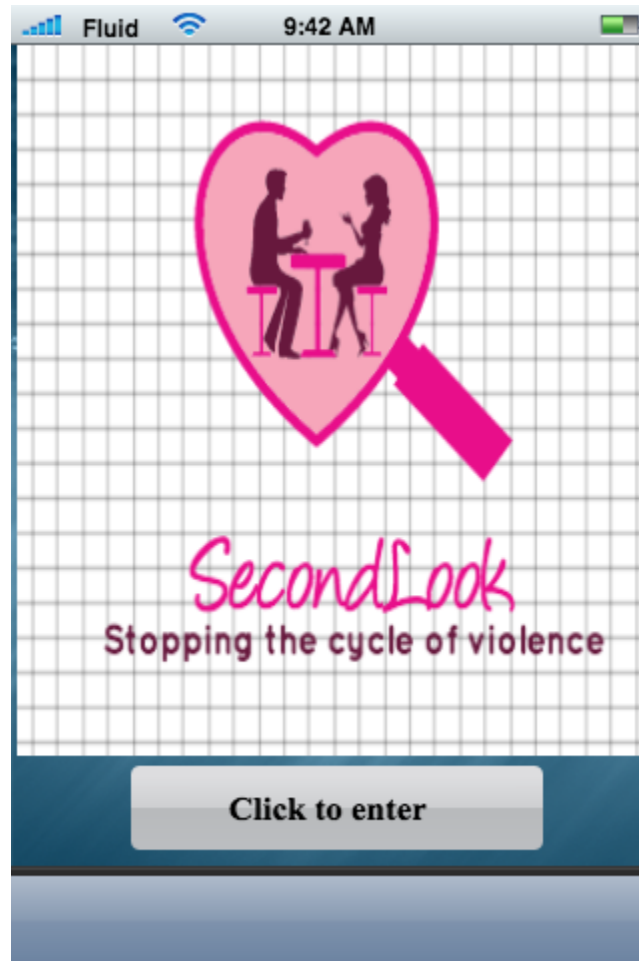 Fluid 9:42 AM
SecondLook
Stopping the cycle of violence
Click to enter